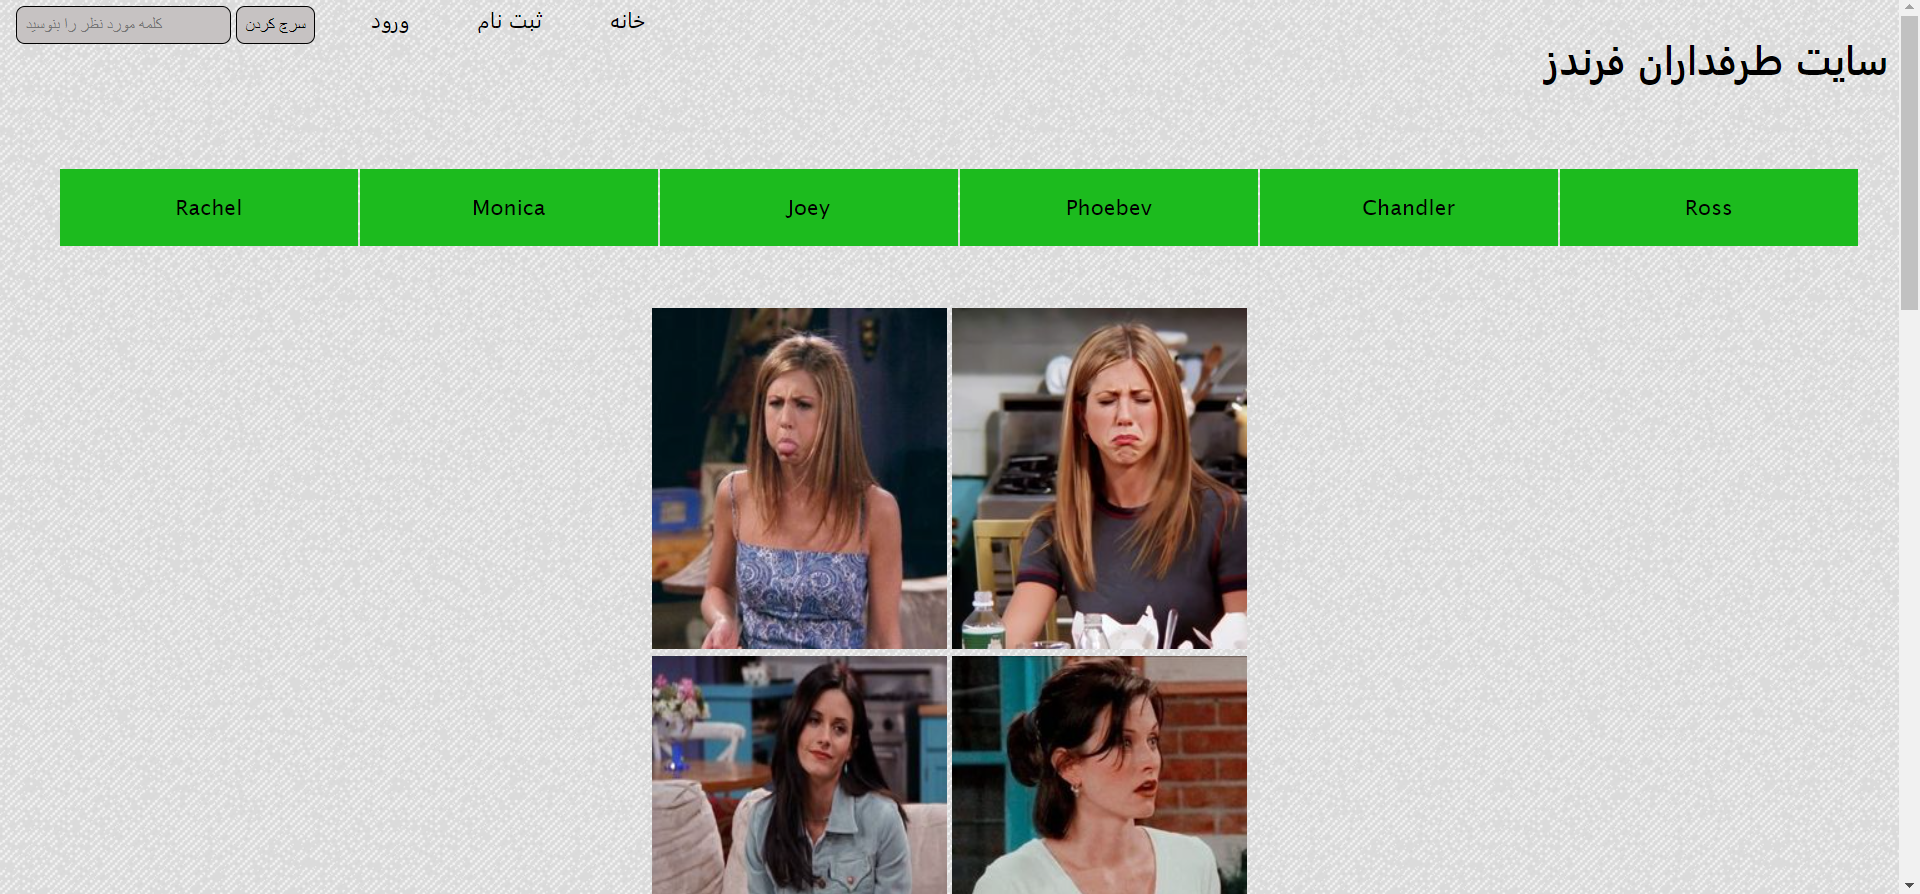 خانه
ثبت نام
ورود
سرچ کردن
کلمه مورد نظر را بنوسید
سایت طرفداران فرندز
Rachel
Monica
Joey
Phoebev
Chandler
Ross